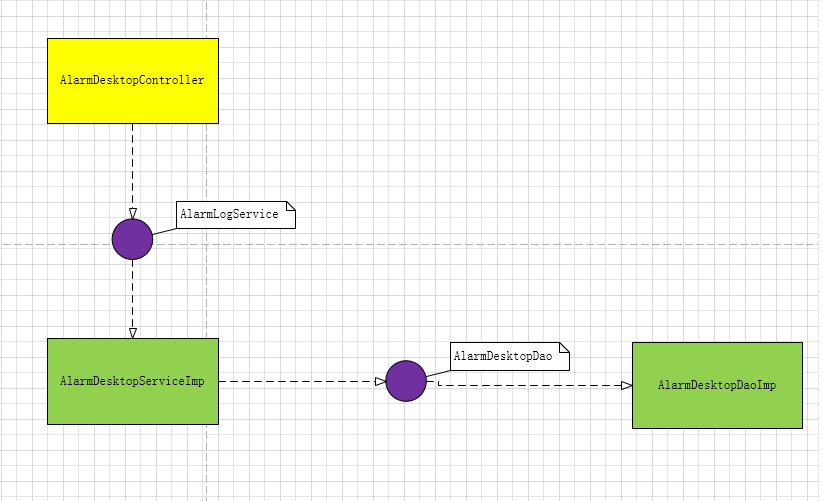 AlarmDesktopController
AlarmLogService
AlarmDesktopServiceImp
AlarmDesktopDao
AlarmDesktopDaoImp